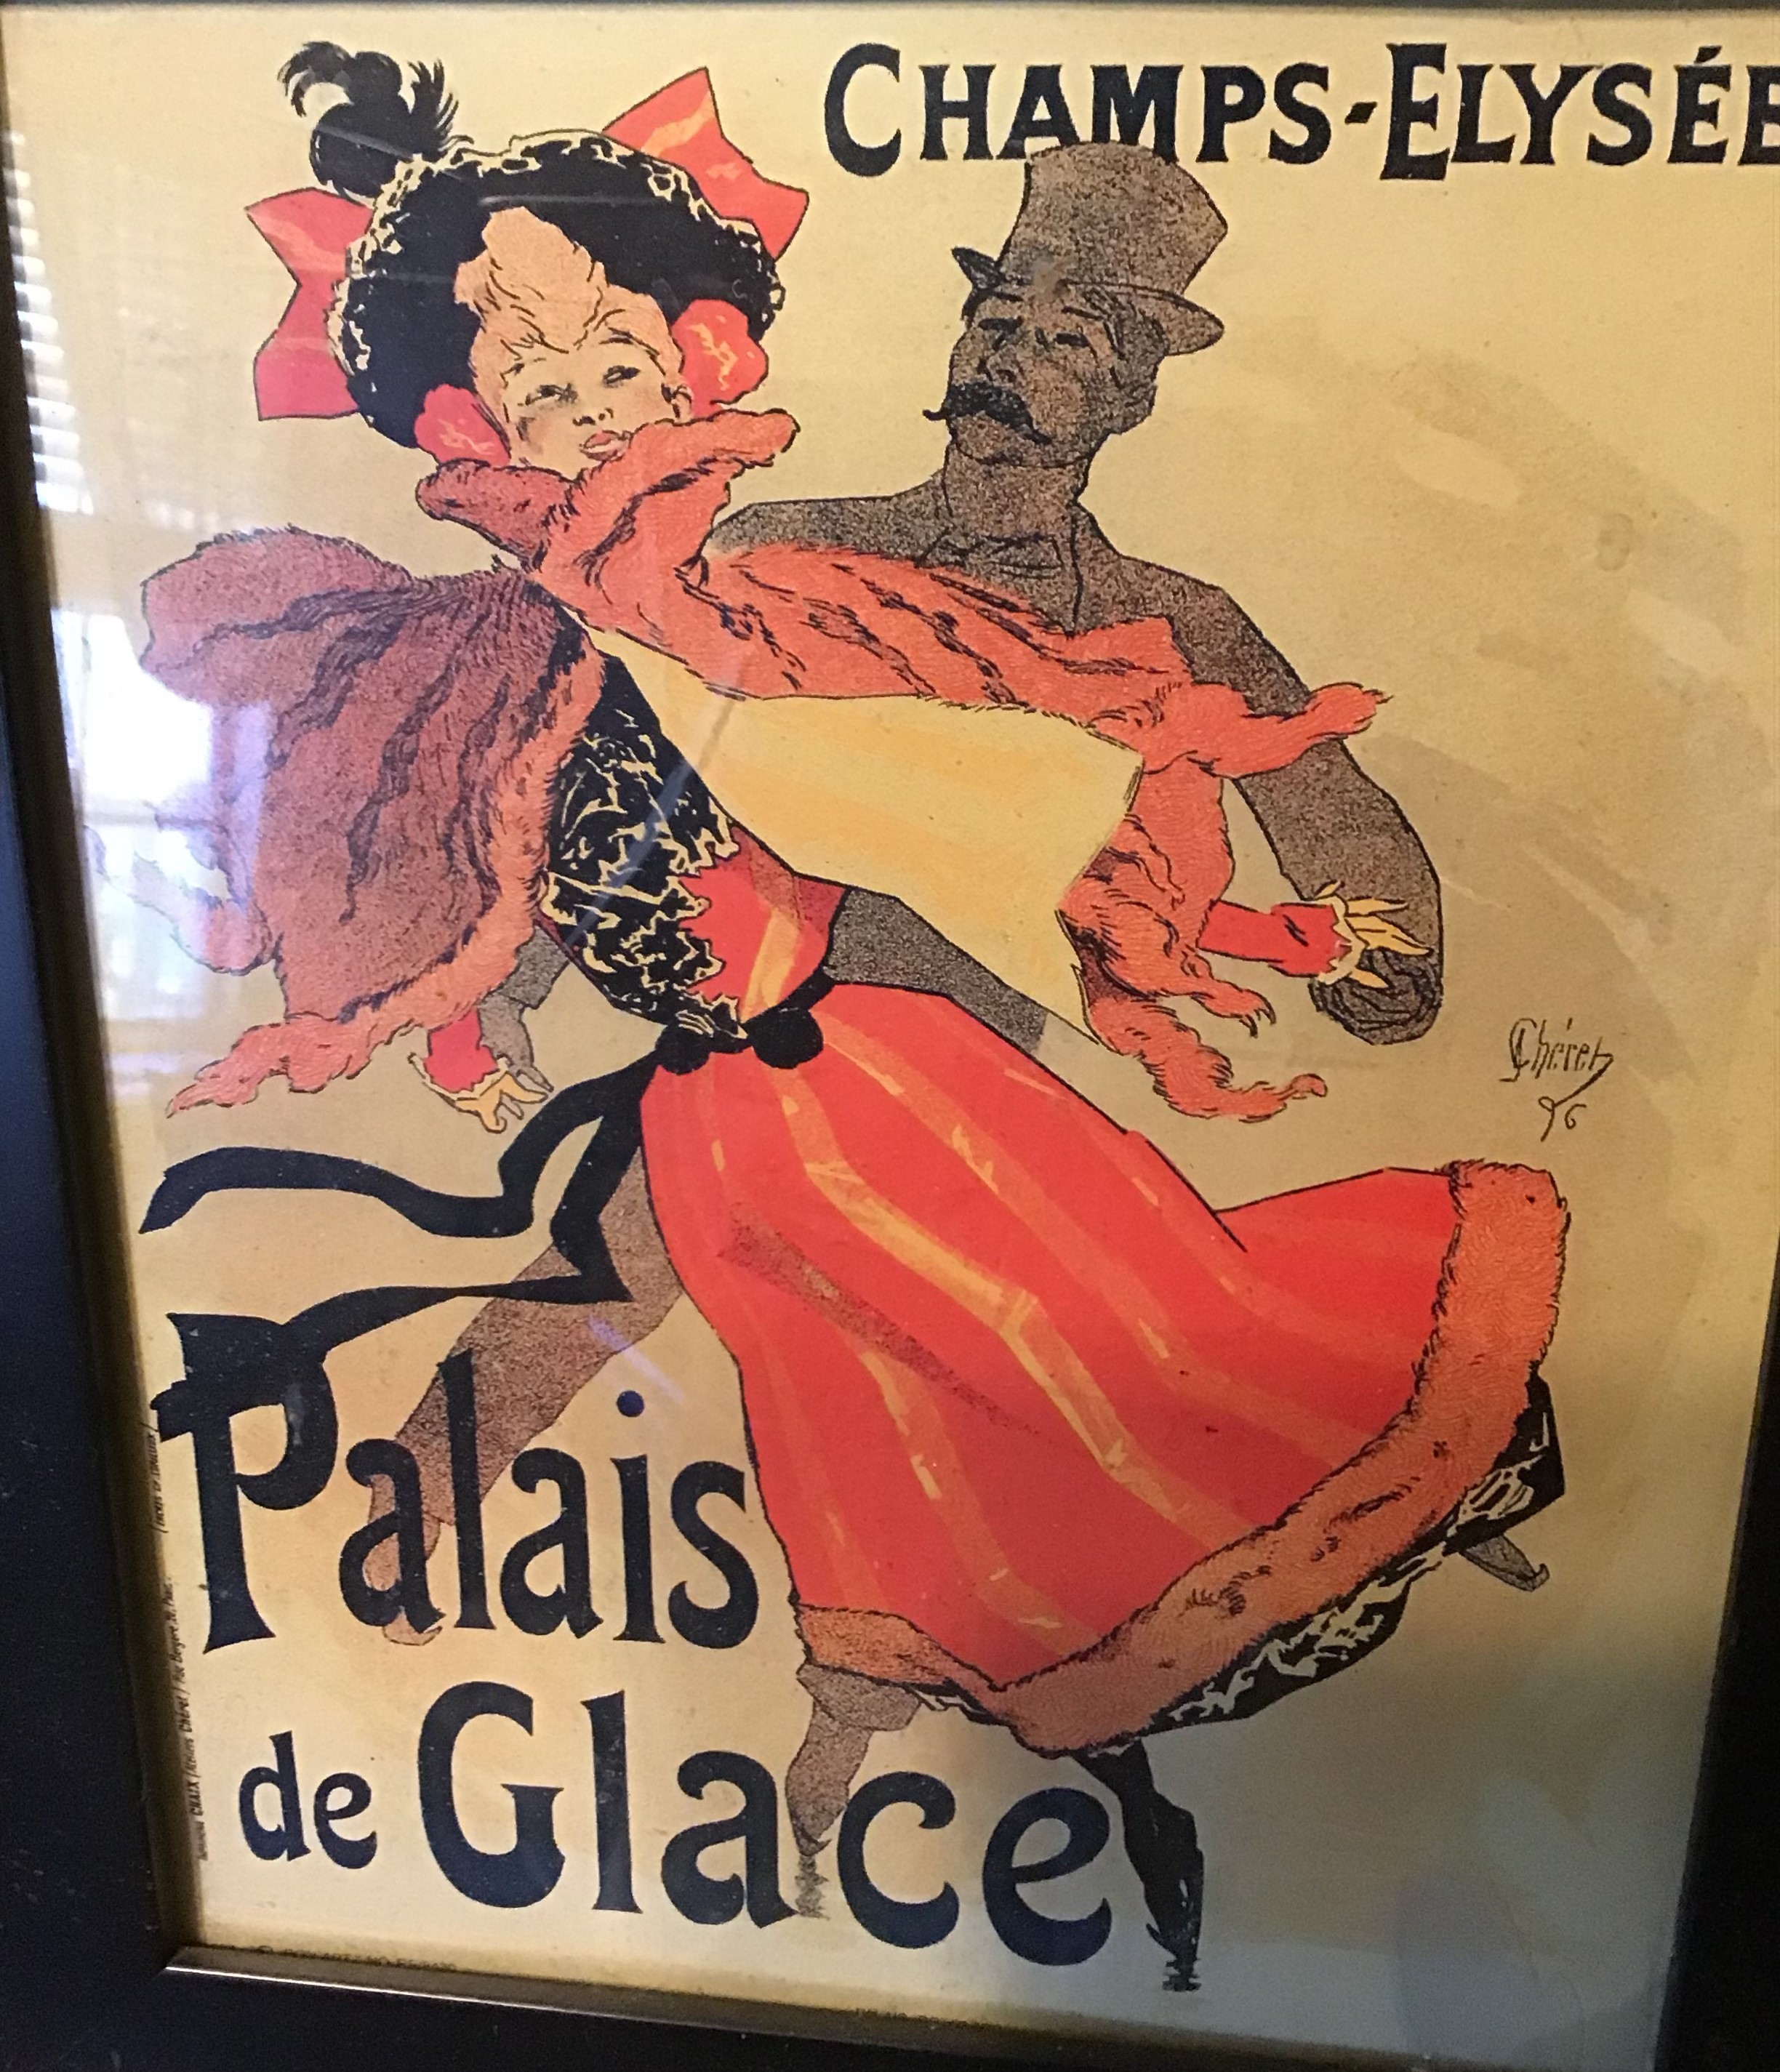 CHAMPS-ELYSÉE
Chéret
96
Palais
de Glace